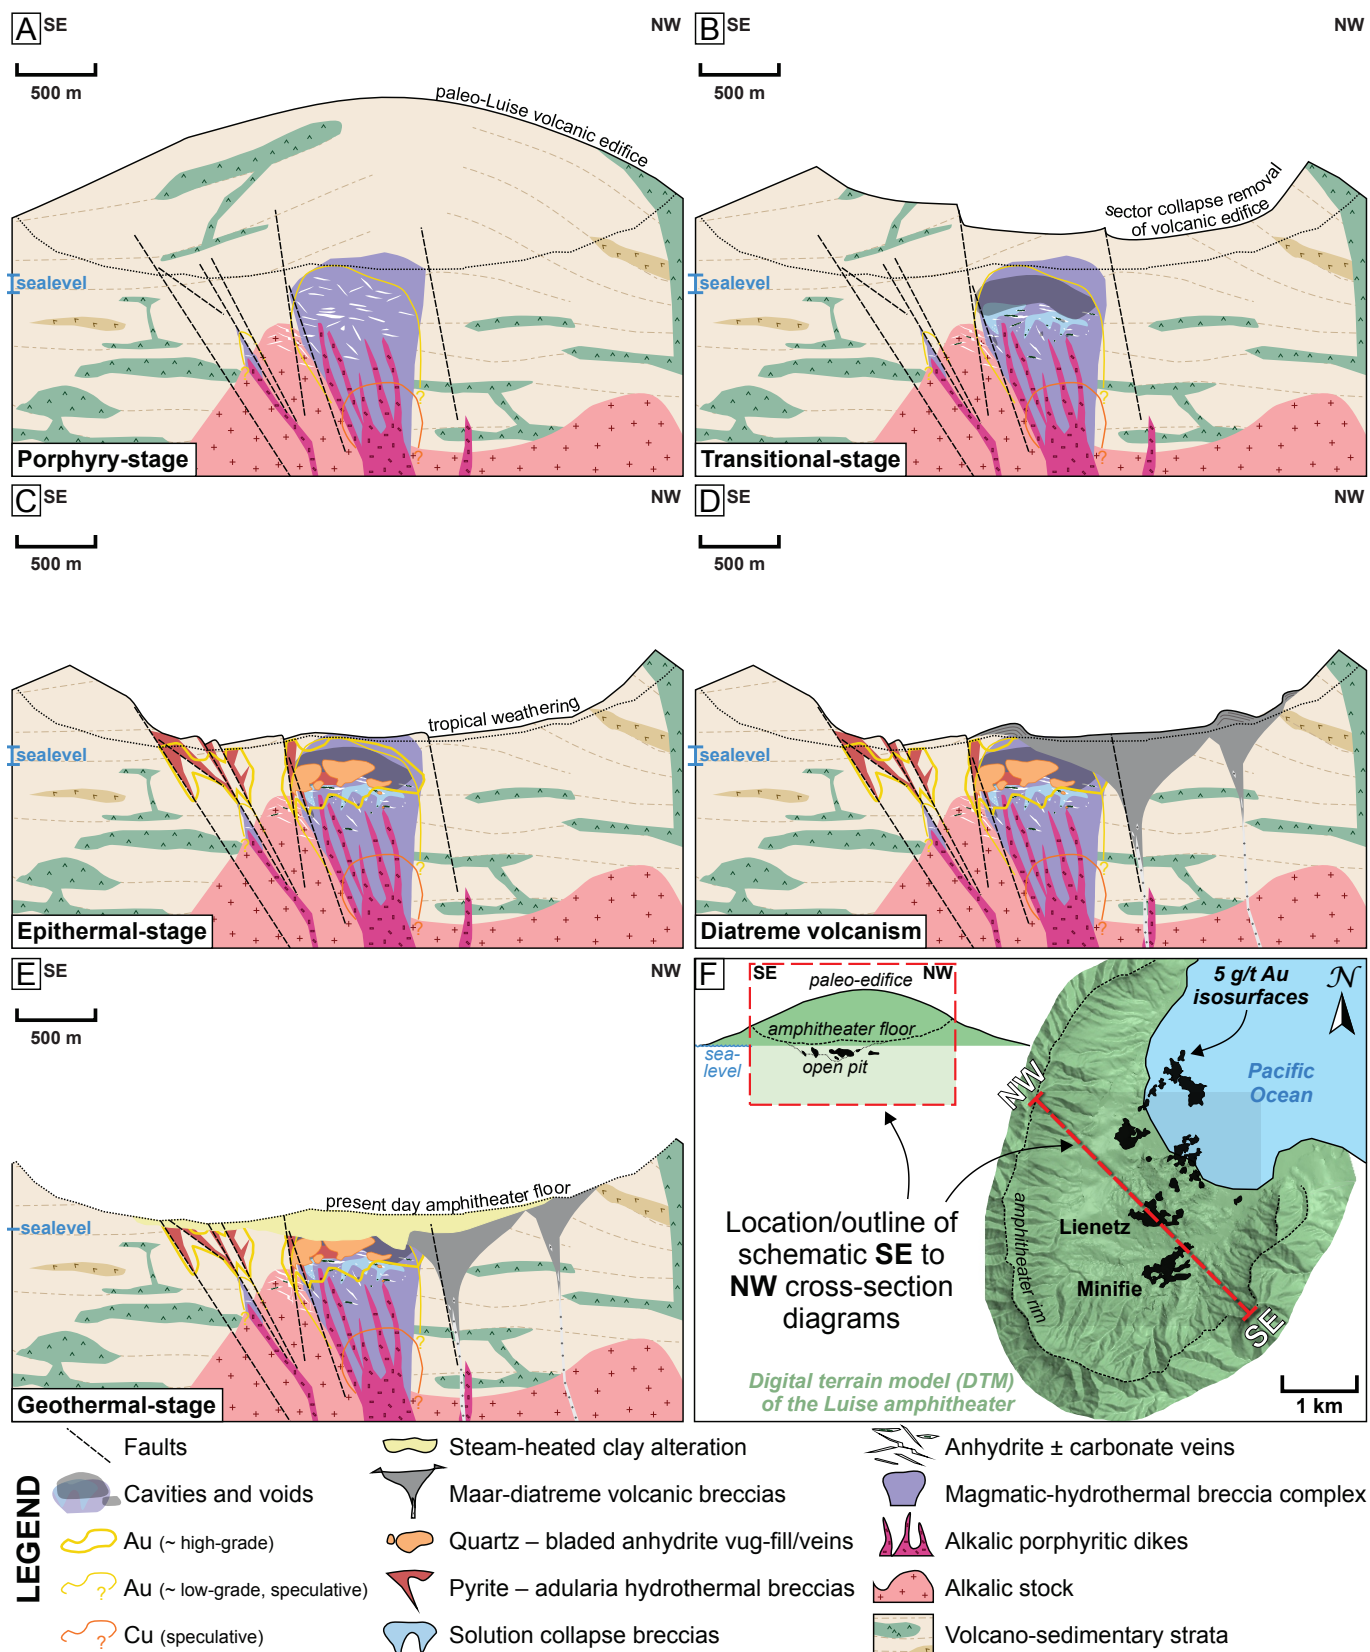 A SE NW
500 m
paleo-Luise volcanic edifice
sealevel
?
?
?
Porphyry-stage
B SE NW
500 m
sector collapse removal
of volcanic edifice
sealevel
?
?
?
Transitional-stage
C SE NW
500 m
tropical weathering
sealevel
?
?
?
Epithermal-stage
D SE NW
500 m
sealevel
?
?
?
Diatreme volcanism
E SE NW
500 m
present day amphitheater floor
sealevel
?
?
?
Geothermal-stage
F
SE NW
paleo-edifice
amphitheater floor
sea-
level
open pit
5 g/t Au
isosurfaces
N
Pacific
Ocean
NW
Lienetz
Minifie
SE
amphitheater rim
Location/outline of
schematic SE to
NW cross-section
diagrams
Digital terrain model (DTM)
of the Luise amphitheater
1 km
LEGEND
Faults
Cavities and voids
Au (~ high-grade)
? Au (~ low-grade, speculative)
? Cu (speculative)
Steam-heated clay alteration
Maar-diatreme volcanic breccias
Quartz – bladed anhydrite vug-fill/veins
Pyrite – adularia hydrothermal breccias
Solution collapse breccias
Anhydrite ± carbonate veins
Magmatic-hydrothermal breccia complex
Alkalic porphyritic dikes
Alkalic stock
Volcano-sedimentary strata